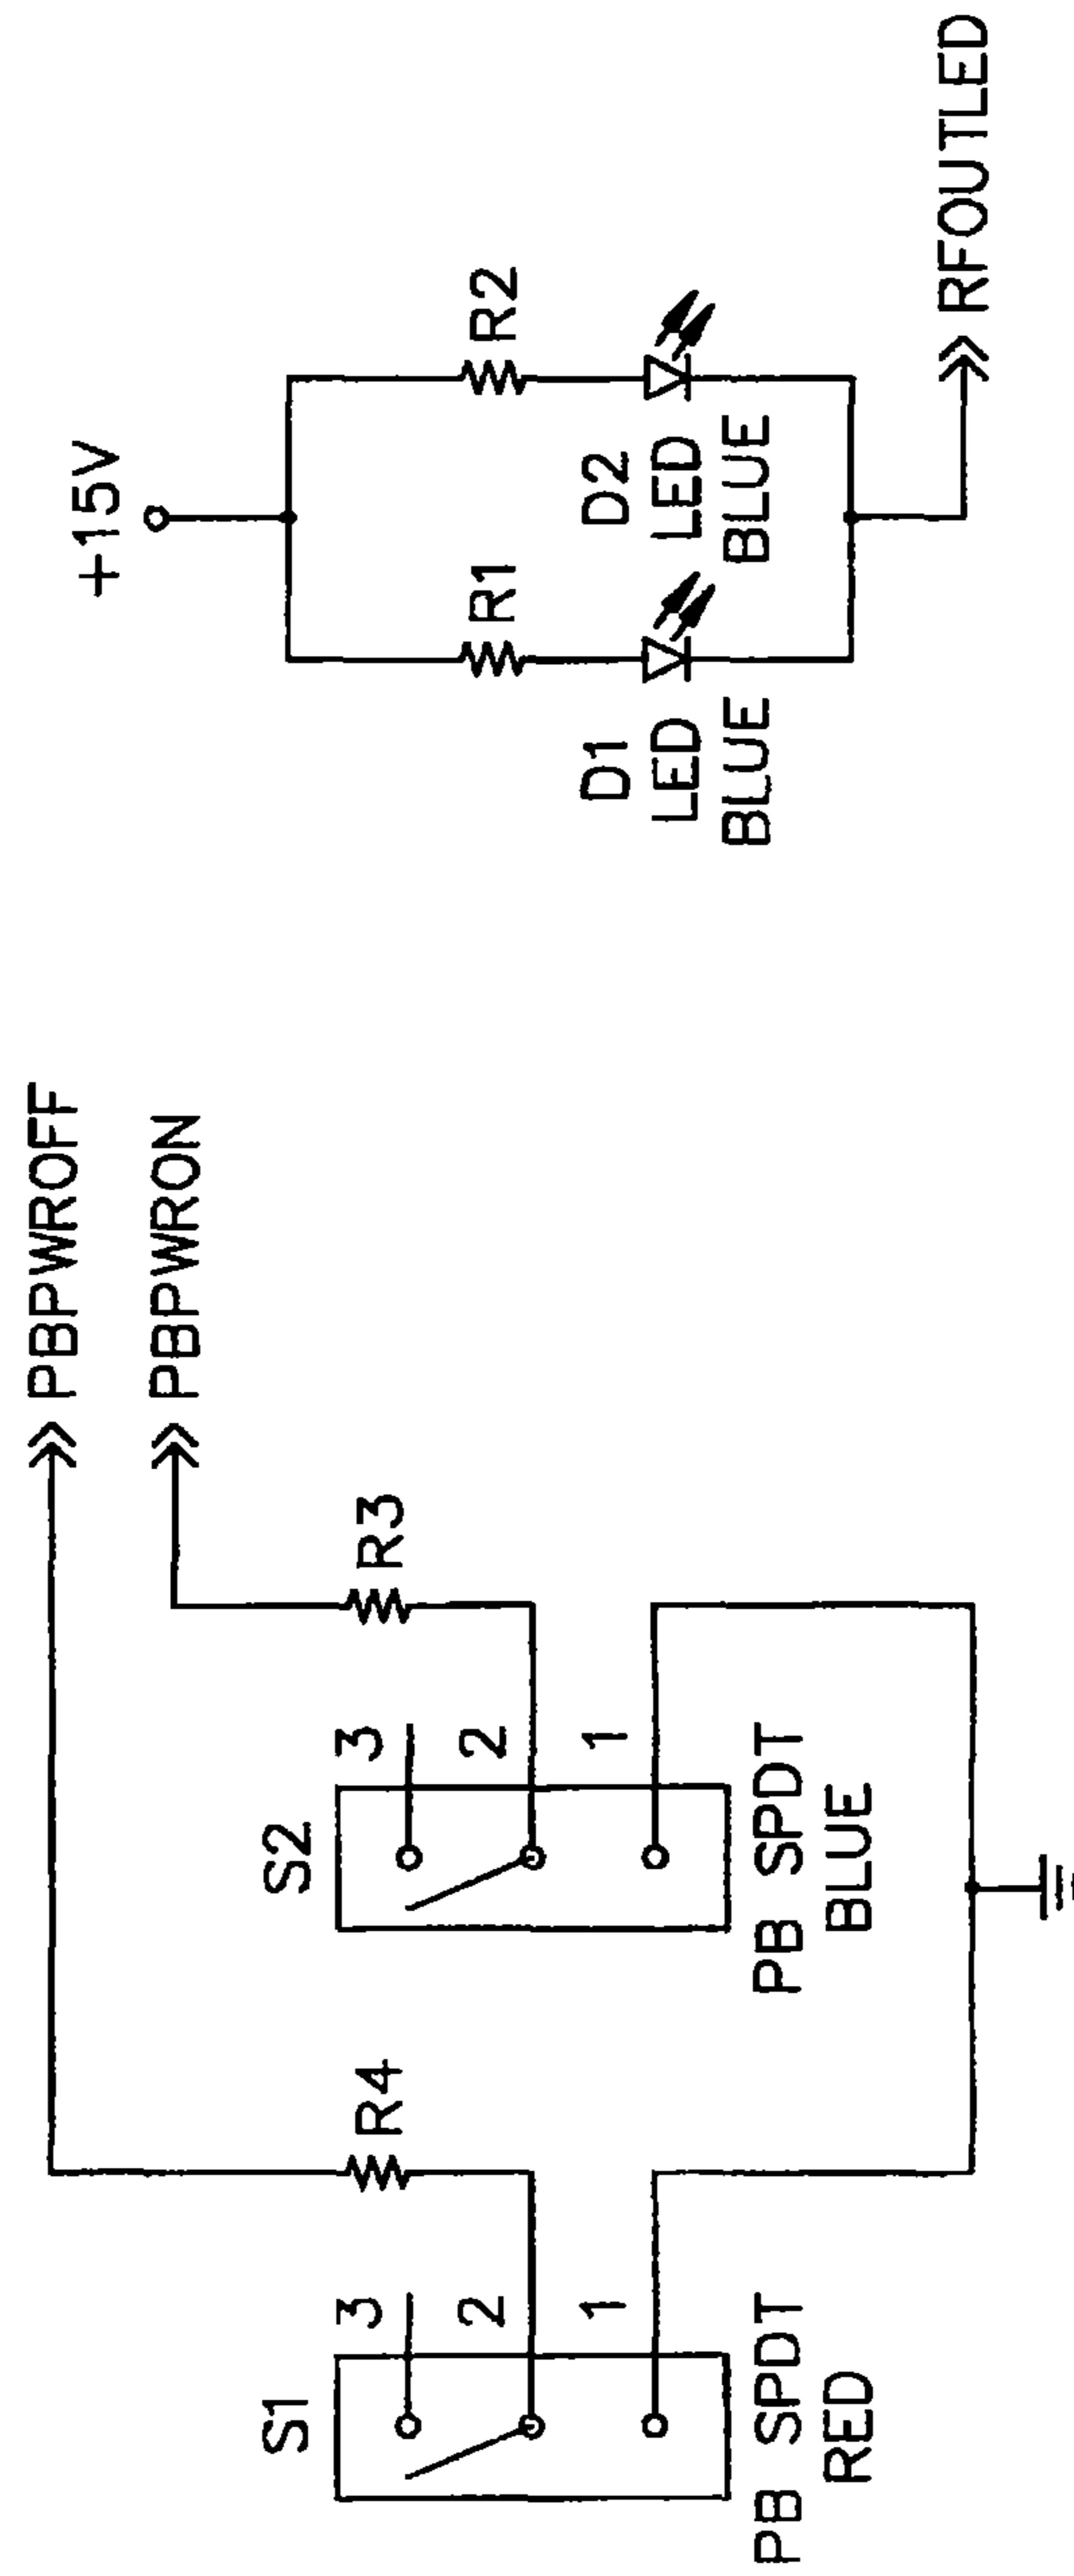 PBPWROFF
PBPWRON
R4
R3
S1
3
2
1
PB SPDT
RED
S2
3
2
1
PB SPDT
BLUE
+15V
R1
R2
D1
LED
BLUE
D2
LED
BLUE
RFOUTLED